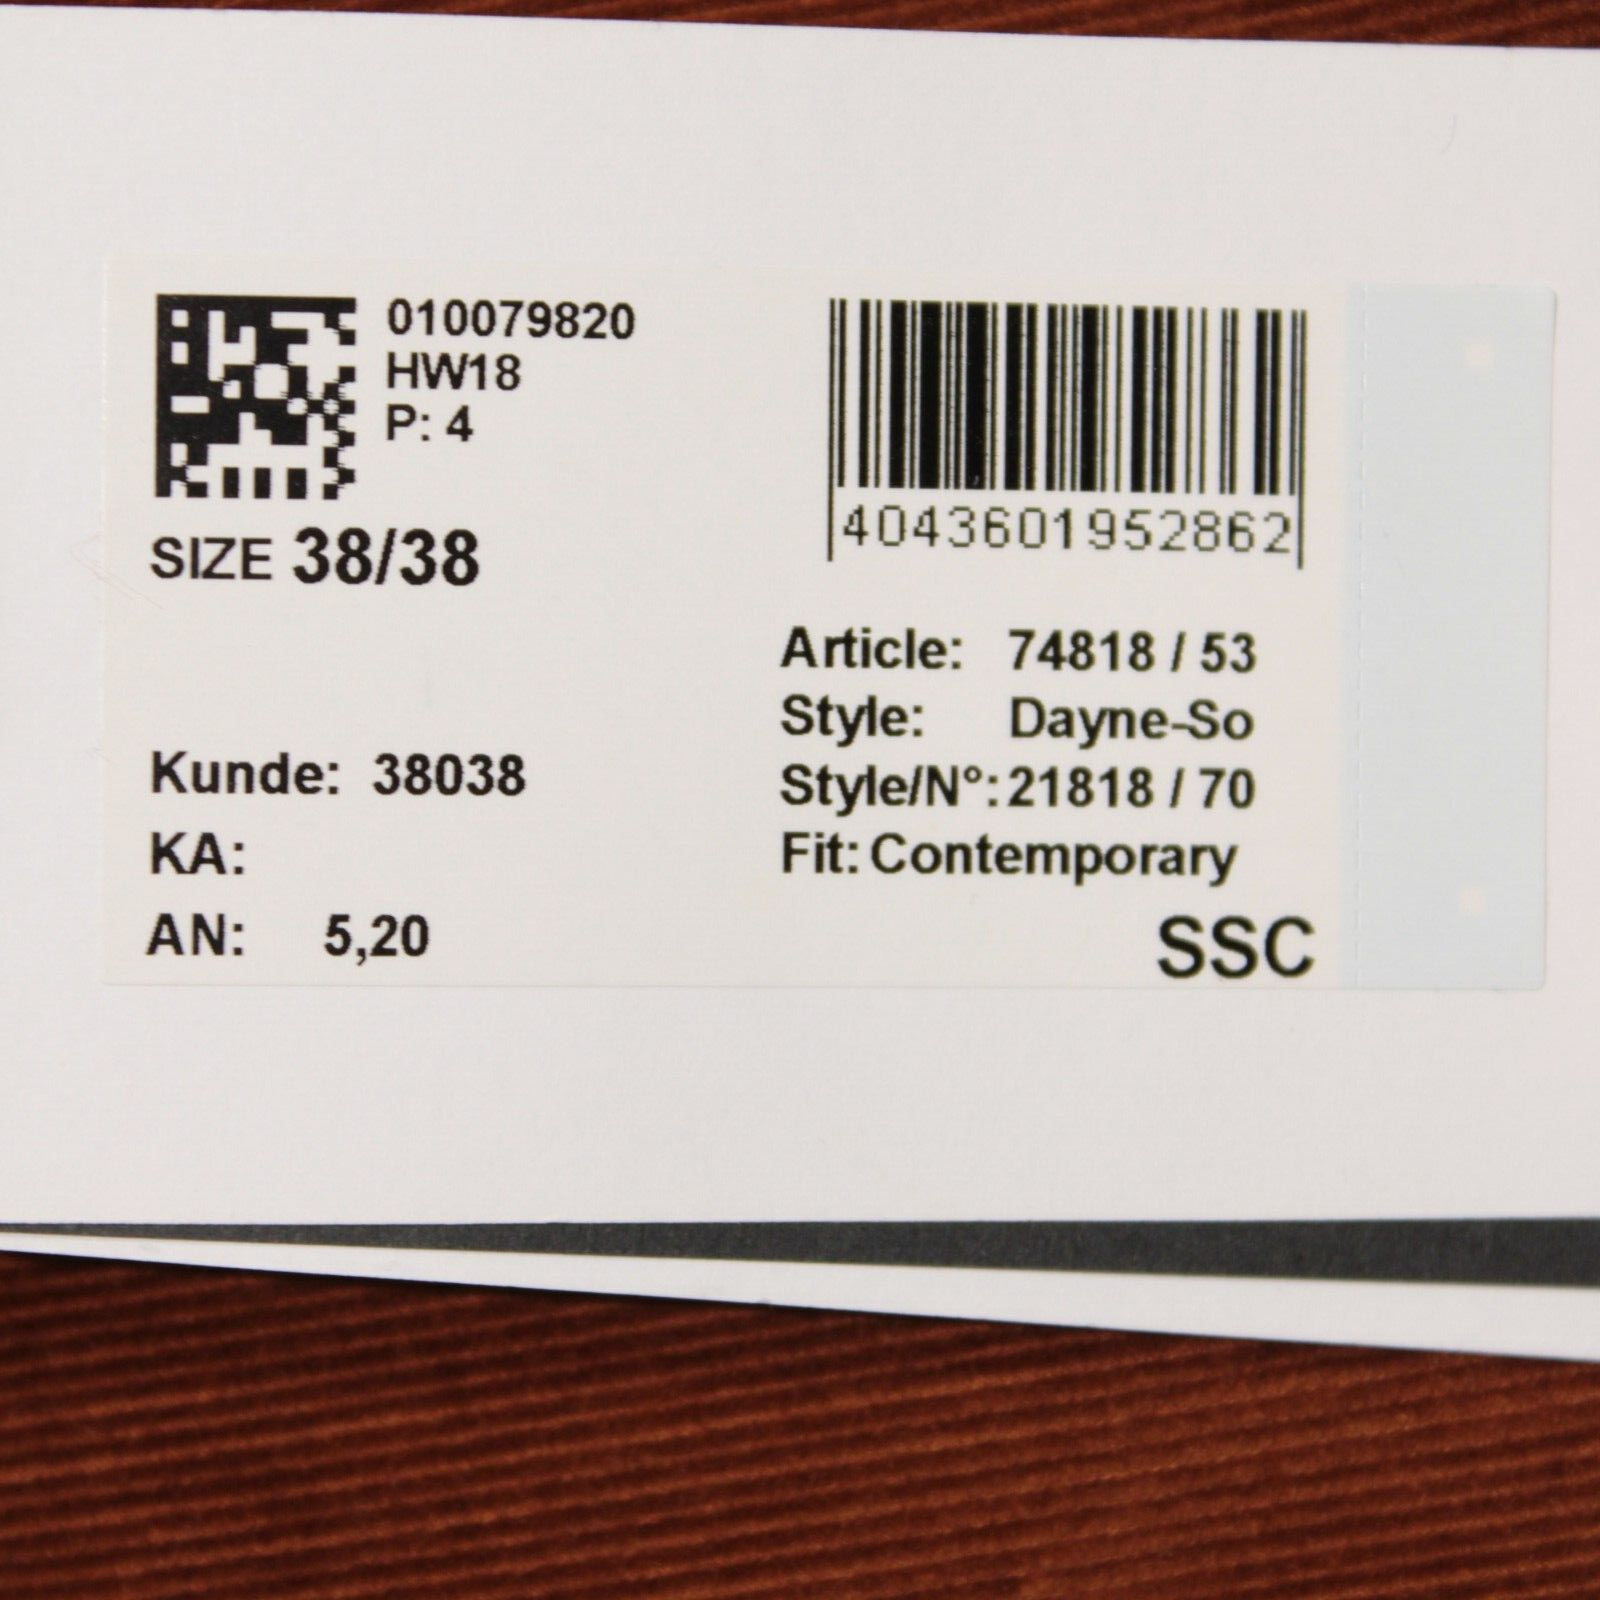 010079820
HW18
P: 4
SIZE 38/38
Kunde: 38038
KA:
AN: 5,20
4043601952862
Article: 74818 / 53
Style: Dayne-So
Style/N°: 21818 / 70
Fit: Contemporary
SSC